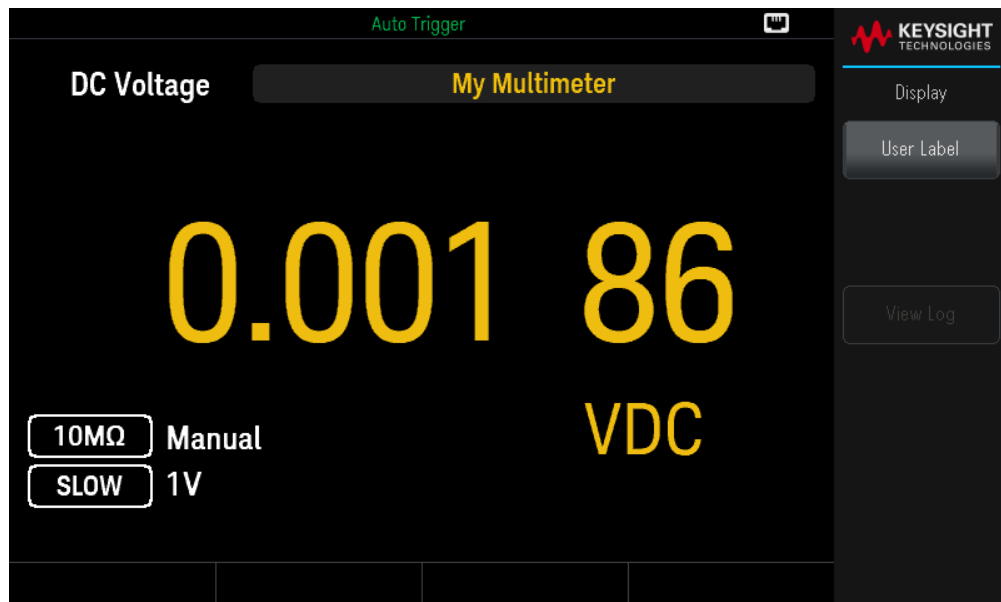 Auto Trigger
KEYSIGHT
TECHNOLOGIES
DC Voltage
My Multimeter
Display
User Label
0.001 86
View Log
VDC
10MΩ Manual
SLOW 1V